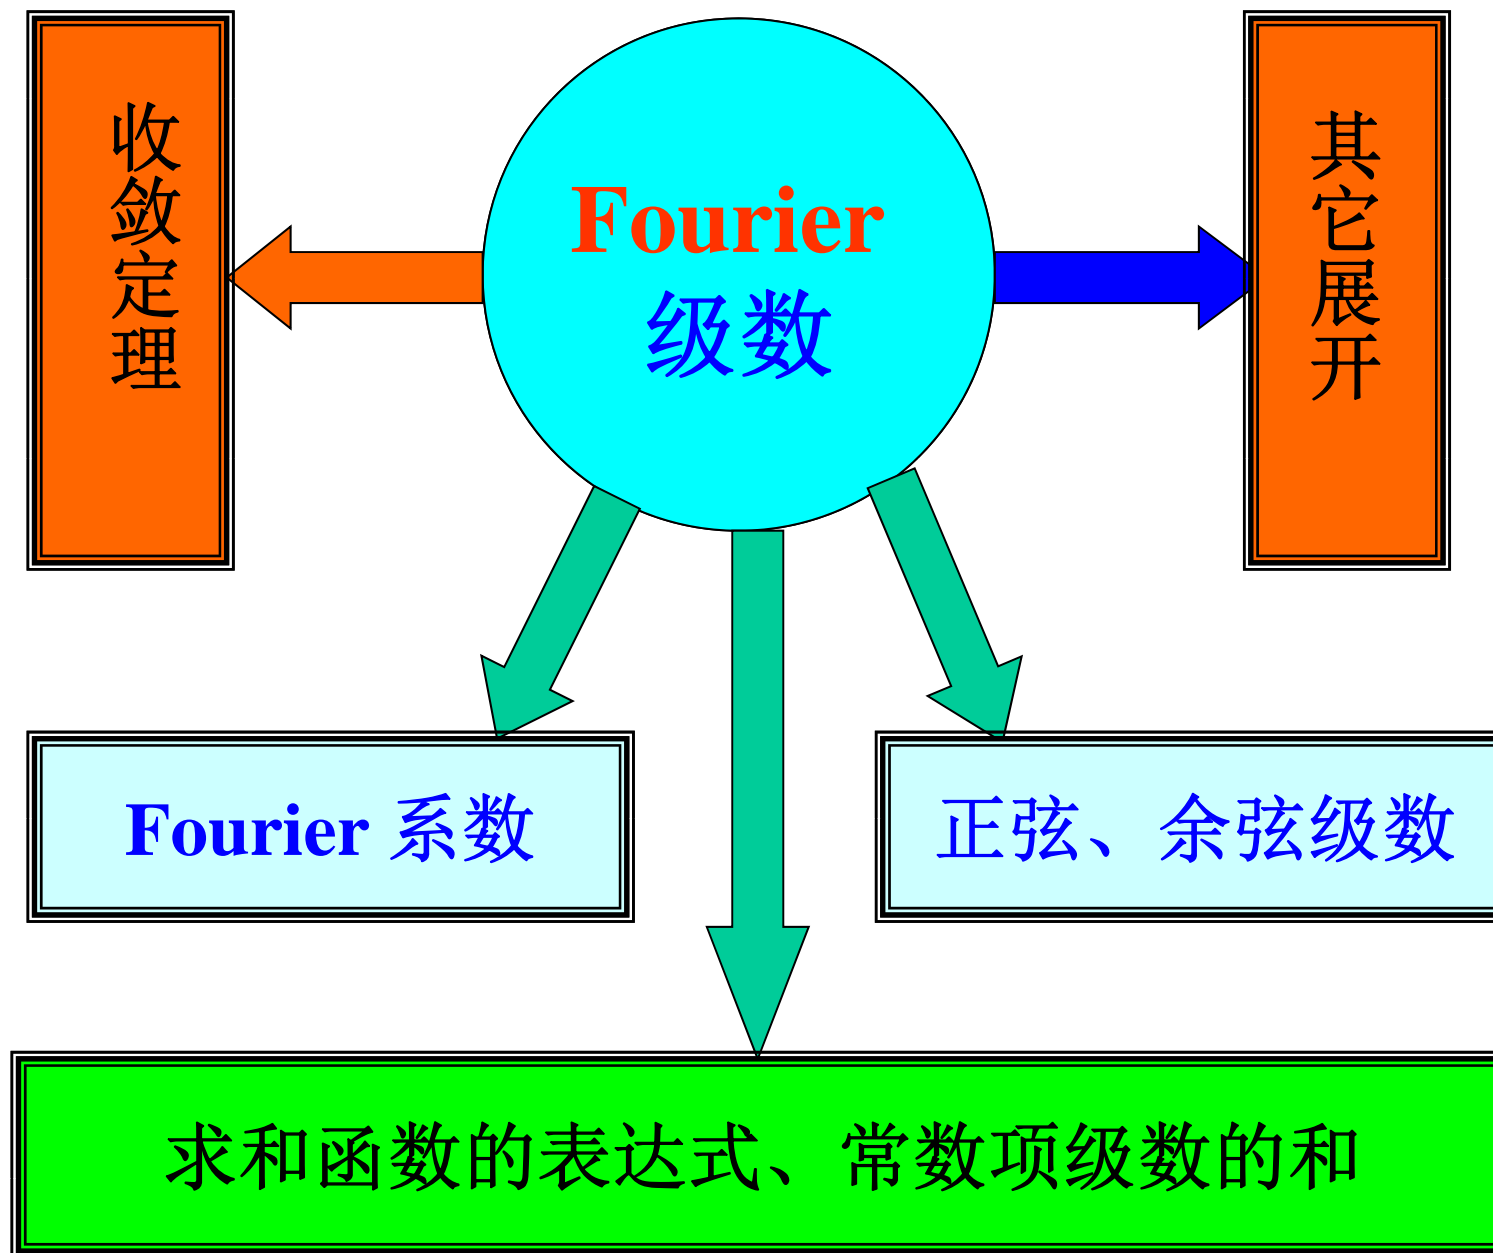 收敛定理
Fourier
级数
其它展开
Fourier 系数
正弦、余弦级数
求和函数的表达式、常数项级数的和